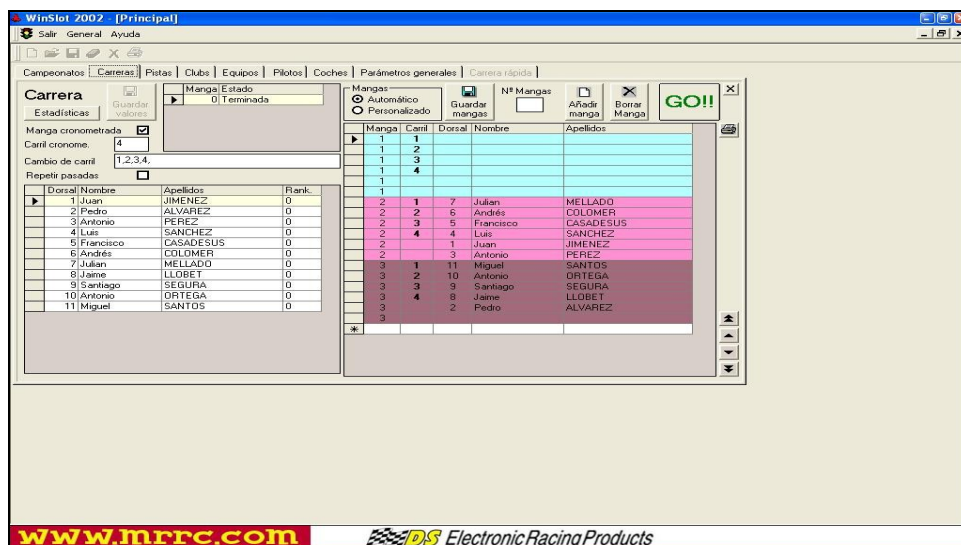 WinSlot 2002 - [Principal]
Salir General Ayuda
Campeonatos Carreras Pistas Clubs Equipos Pilotos Coches Parámetros generales Carrera rápida
Carrera
Estadísticas
Guardar valores
Manga Estado
0 Terminada
Manga cronometrada
Carril cronome. 4
Cambio de carril 1,2,3,4,
Repetir pasadas
Dorsal Nombre Apellidos Rank.
1 Juan JIMENEZ 0
2 Pedro ALVAREZ 0
3 Antonio PEREZ 0
4 Luis SANCHEZ 0
5 Francisco CASADESUS 0
6 Andrés COLOMER 0
7 Julian MELLADO 0
8 Jaime LLOBET 0
9 Santiago SEGURA 0
10 Antonio ORTEGA 0
11 Miguel SANTOS 0
Mangas
Automático
Personalizado
Guardar mangas
Nº Mangas
Añadir manga
Borrar Manga
GO!!
Manga Carril Dorsal Nombre Apellidos
1 1
1 2
1 3
1 4
1
1
2 1 7 Julian MELLADO
2 2 6 Andrés COLOMER
2 3 5 Francisco CASADESUS
2 4 4 Luis SANCHEZ
2 1 Juan JIMENEZ
2 3 Antonio PEREZ
3 1 11 Miguel SANTOS
3 2 10 Antonio ORTEGA
3 3 9 Santiago SEGURA
3 4 8 Jaime LLOBET
3 2 Pedro ALVAREZ
3
www.mrrc.com
DS Electronic Racing Products